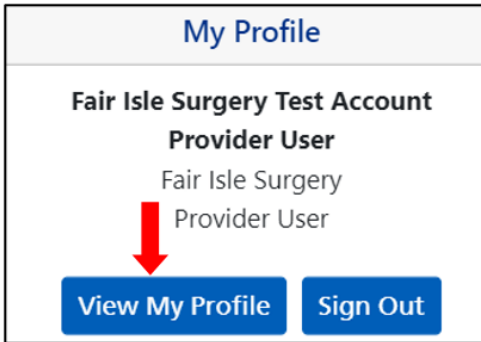 My Profile
Fair Isle Surgery Test Account
Provider User
Fair Isle Surgery
Provider User
View My Profile
Sign Out